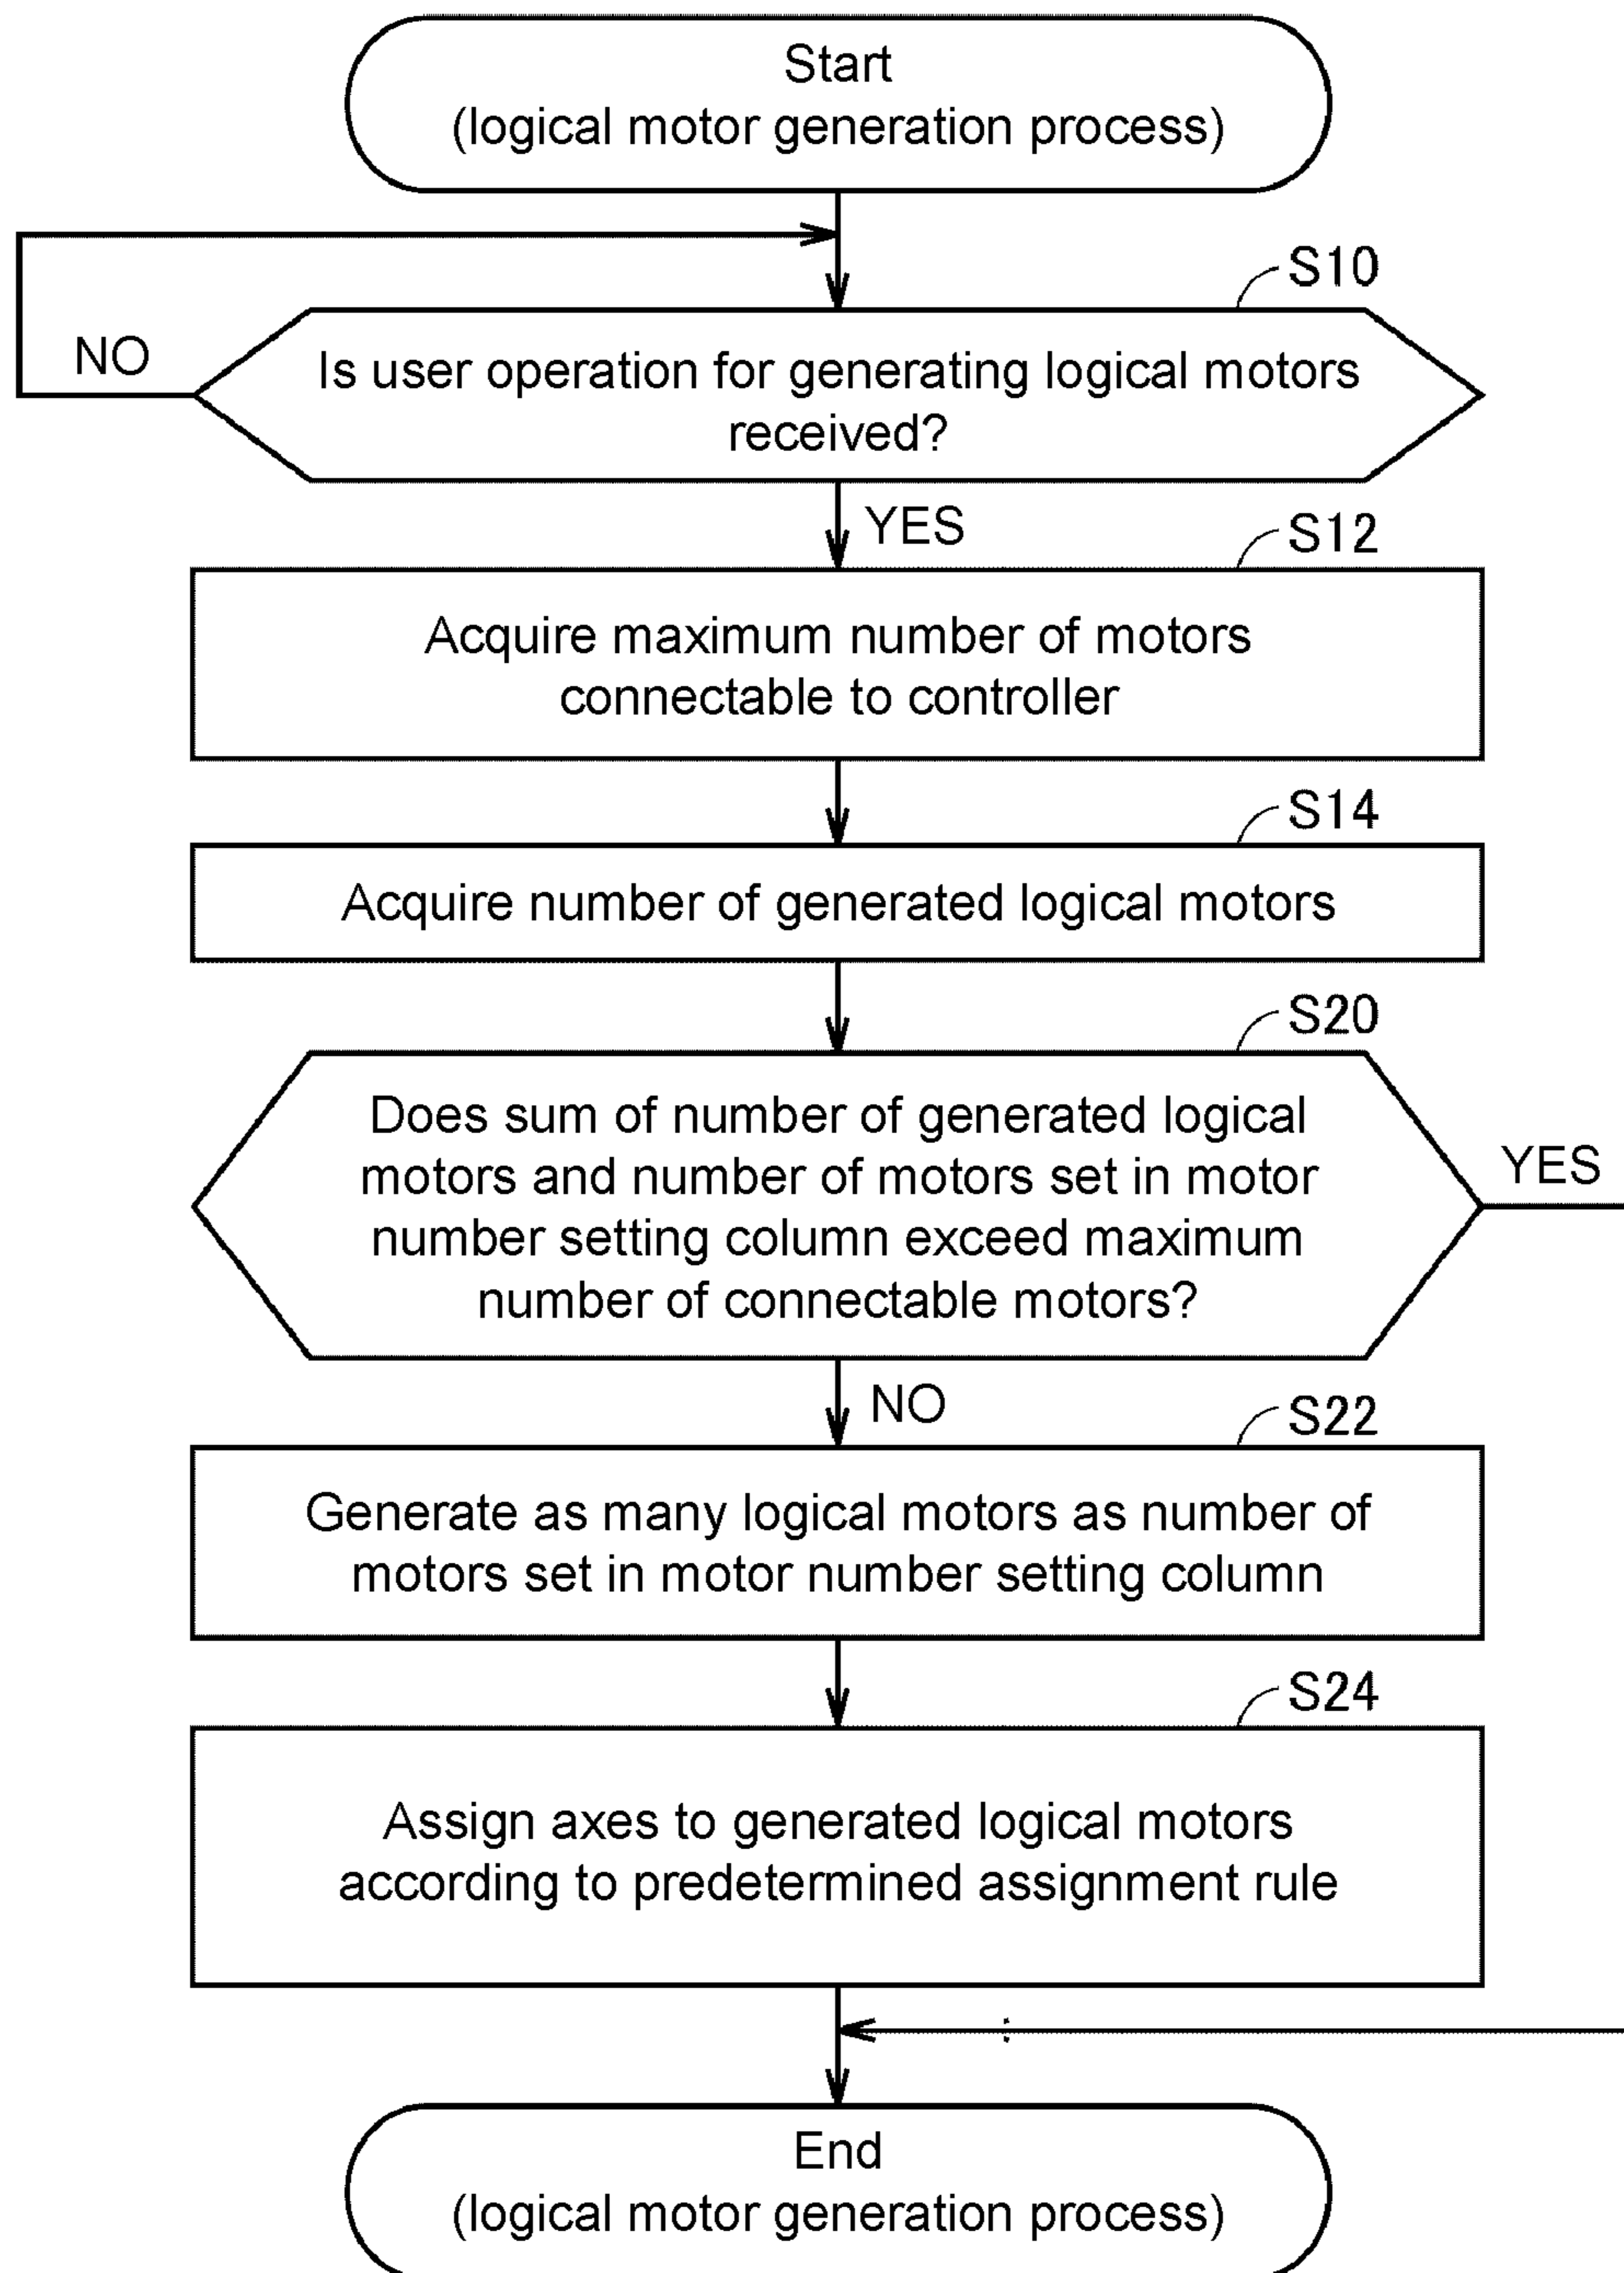 Start
(logical motor generation process)
S10
NO
Is user operation for generating logical motors
received?
YES
S12
Acquire maximum number of motors
connectable to controller
S14
Acquire number of generated logical motors
S20
Does sum of number of generated logical
motors and number of motors set in motor
number setting column exceed maximum
number of connectable motors?
YES
NO
S22
Generate as many logical motors as number of
motors set in motor number setting column
S24
Assign axes to generated logical motors
according to predetermined assignment rule
End
(logical motor generation process)